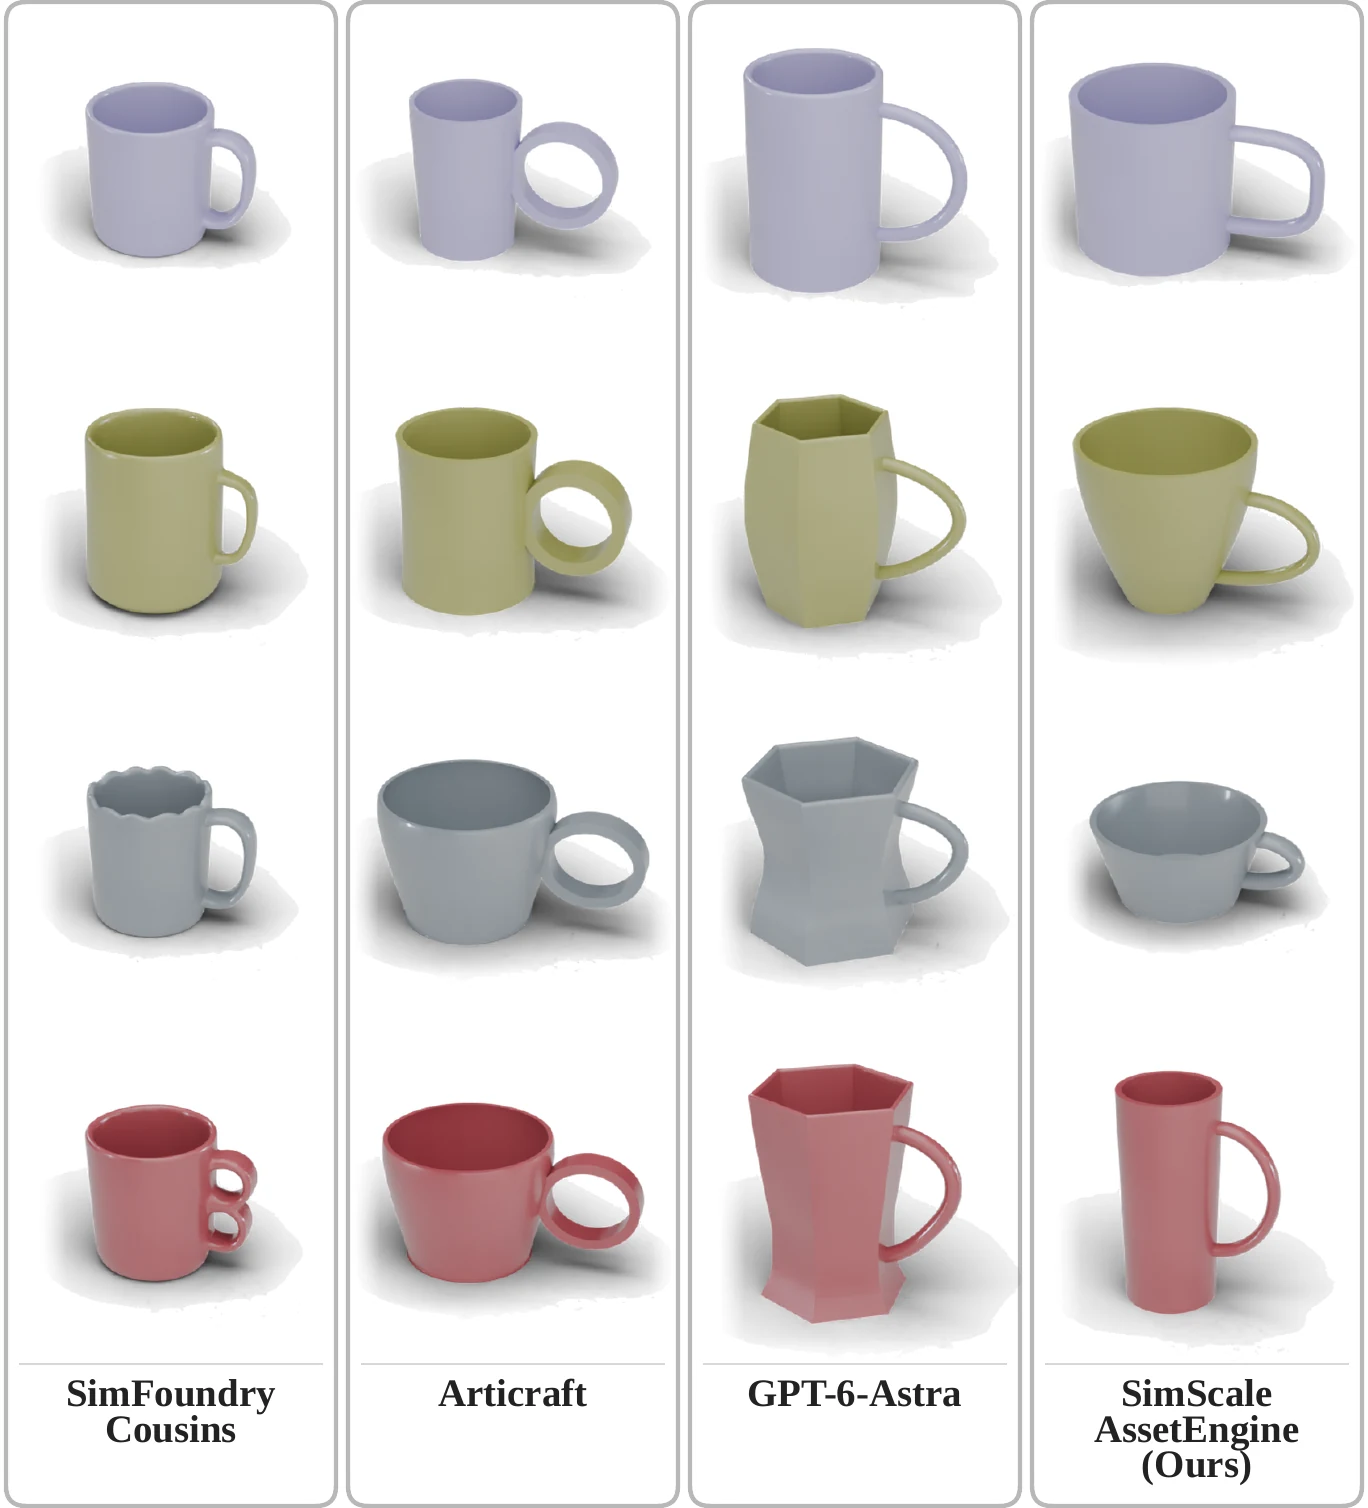 SimFoundry
Cousins
Articraft
GPT-6-Astra
SimScale
AssetEngine
(Ours)